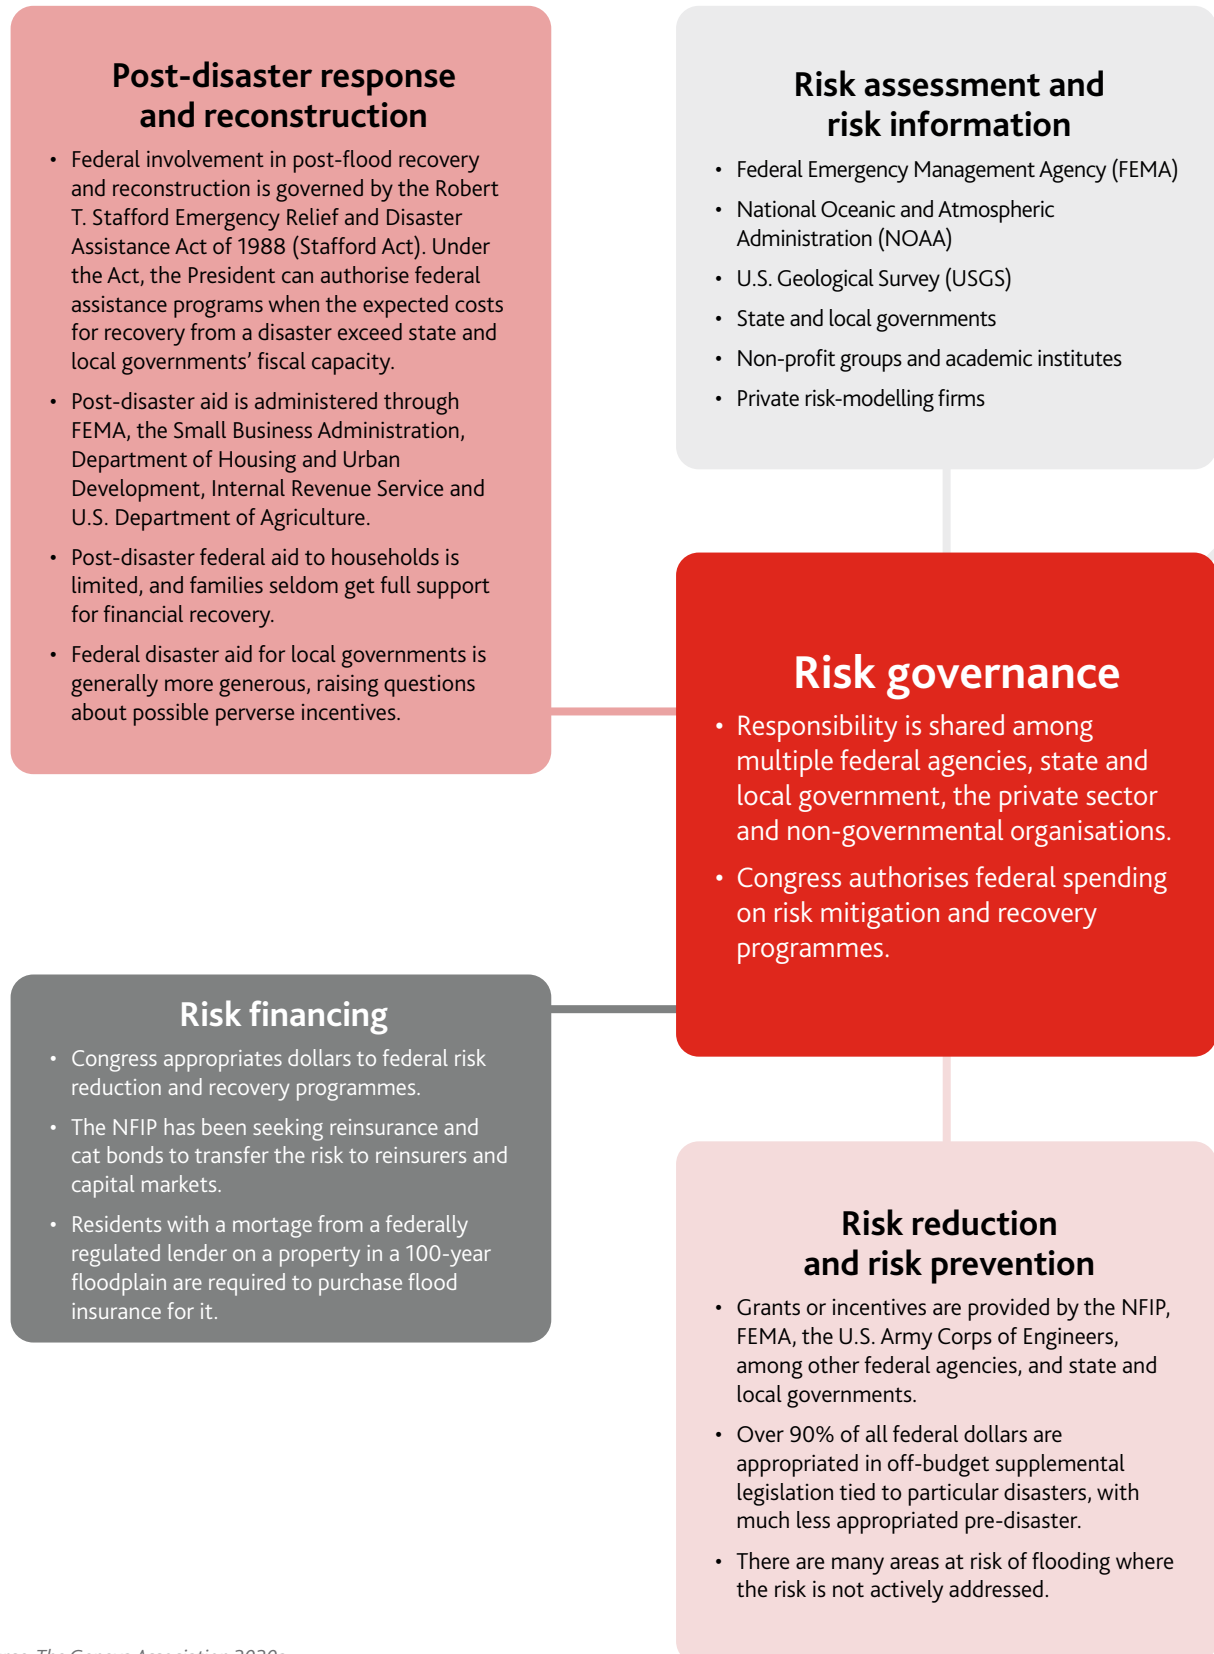 Post-disaster response
and reconstruction
• Federal involvement in post-flood recovery
and reconstruction is governed by the Robert
T. Stafford Emergency Relief and Disaster
Assistance Act of 1988 (Stafford Act). Under
the Act, the President can authorise federal
assistance programs when the expected costs
for recovery from a disaster exceed state and
local governments’ fiscal capacity.
• Post-disaster aid is administered through
FEMA, the Small Business Administration,
Department of Housing and Urban
Development, Internal Revenue Service and
U.S. Department of Agriculture.
• Post-disaster federal aid to households is
limited, and families seldom get full support
for financial recovery.
• Federal disaster aid for local governments is
generally more generous, raising questions
about possible perverse incentives.
Risk assessment and
risk information
• Federal Emergency Management Agency (FEMA)
• National Oceanic and Atmospheric
Administration (NOAA)
• U.S. Geological Survey (USGS)
• State and local governments
• Non-profit groups and academic institutes
• Private risk-modelling firms
Risk governance
• Responsibility is shared among
multiple federal agencies, state and
local government, the private sector
and non-governmental organisations.
• Congress authorises federal spending
on risk mitigation and recovery
programmes.
Risk financing
• Congress appropriates dollars to federal risk
reduction and recovery programmes.
• The NFIP has been seeking reinsurance and
cat bonds to transfer the risk to reinsurers and
capital markets.
• Residents with a mortage from a federally
regulated lender on a property in a 100-year
floodplain are required to purchase flood
insurance for it.
Risk reduction
and risk prevention
• Grants or incentives are provided by the NFIP,
FEMA, the U.S. Army Corps of Engineers,
among other federal agencies, and state and
local governments.
• Over 90% of all federal dollars are
appropriated in off-budget supplemental
legislation tied to particular disasters, with
much less appropriated pre-disaster.
• There are many areas at risk of flooding where
the risk is not actively addressed.